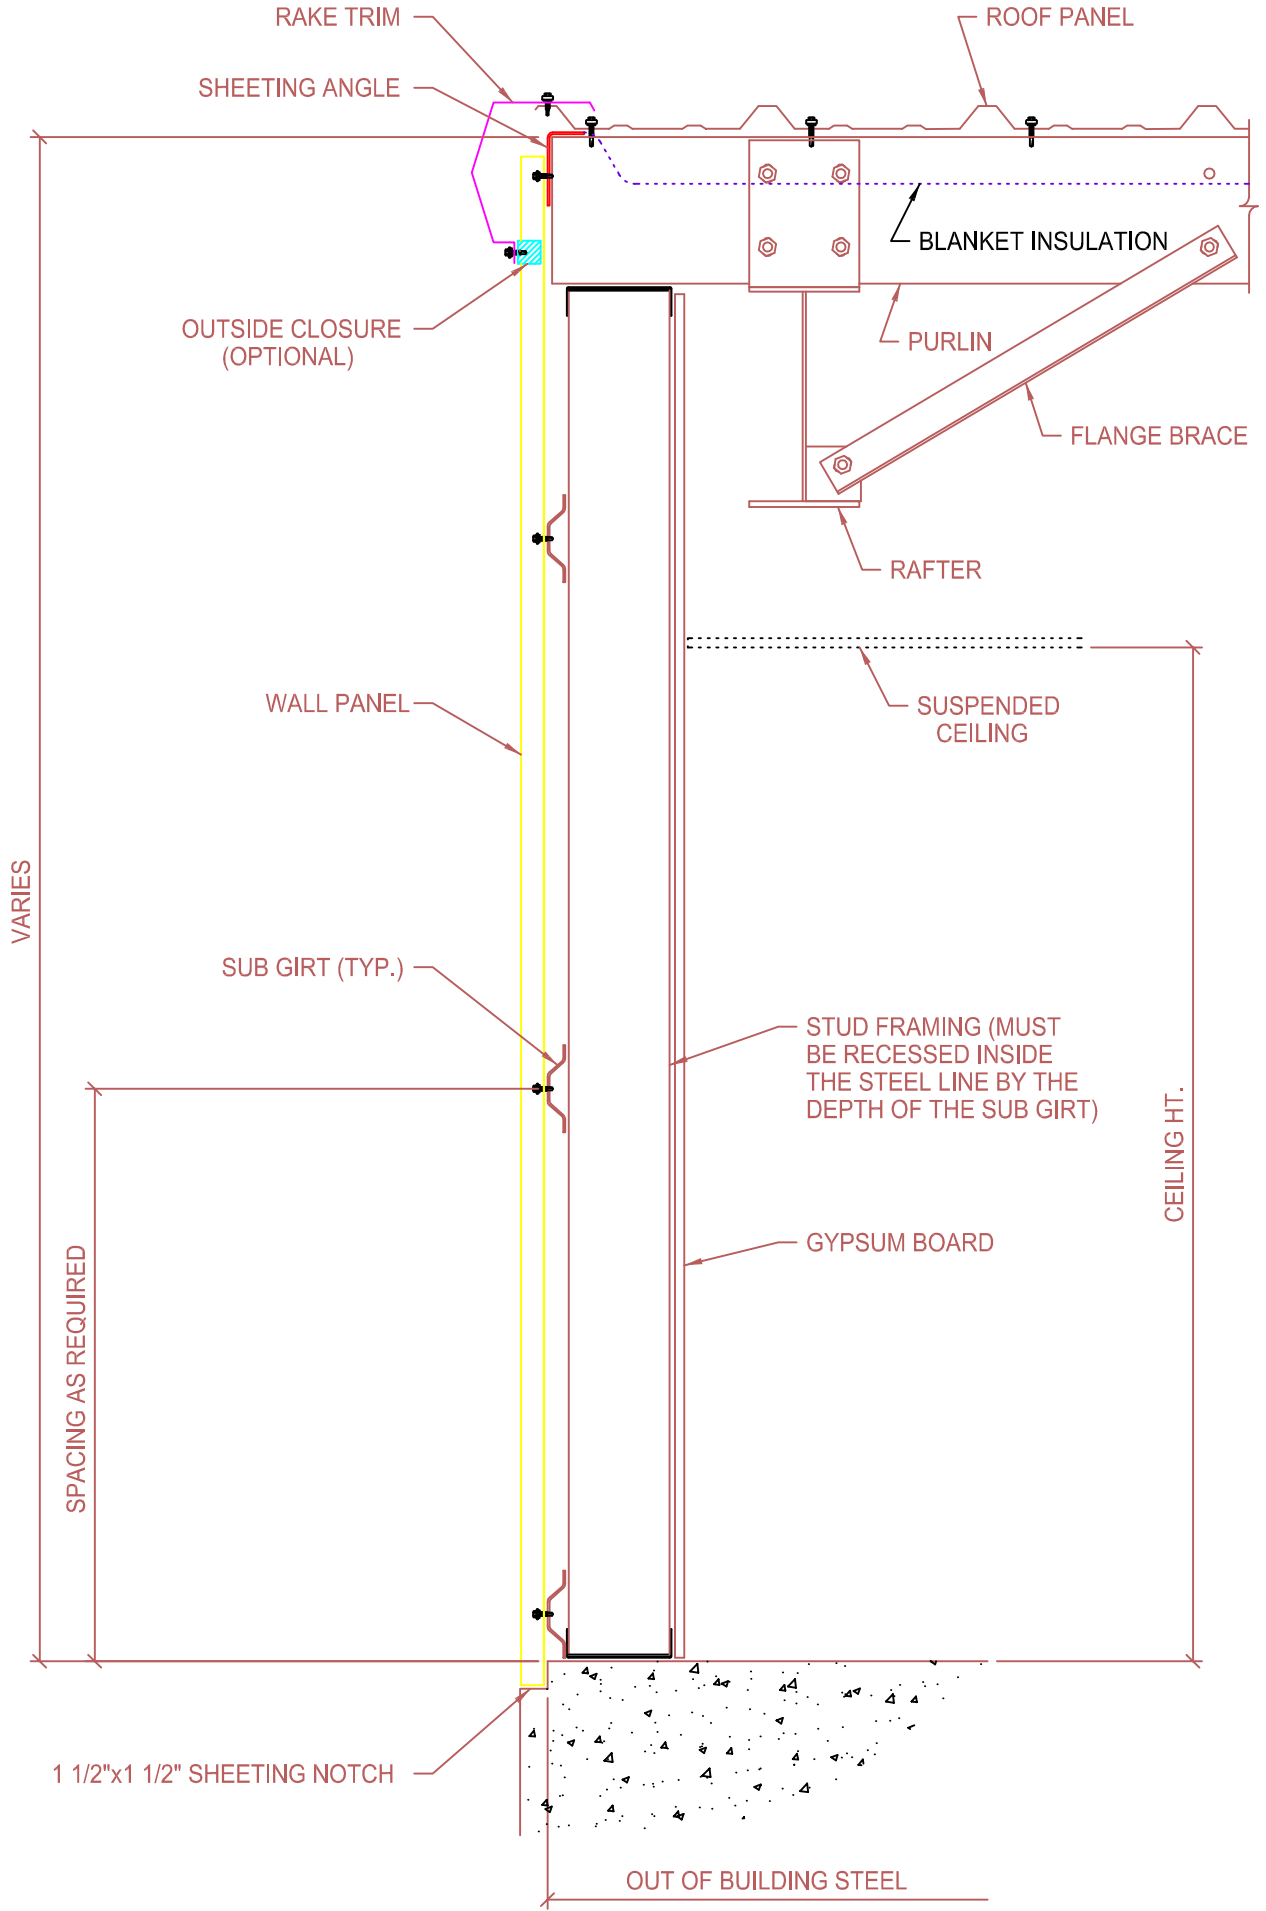 RAKE TRIM
ROOF PANEL
SHEETING ANGLE
BLANKET INSULATION
OUTSIDE CLOSURE
(OPTIONAL)
PURLIN
FLANGE BRACE
RAFTER
WALL PANEL
SUSPENDED
CEILING
VARIES
SUB GIRT (TYP.)
STUD FRAMING (MUST
BE RECESSED INSIDE
THE STEEL LINE BY THE
DEPTH OF THE SUB GIRT)
CEILING HT.
GYPSUM BOARD
SPACING AS REQUIRED
1 1/2"x1 1/2" SHEETING NOTCH
OUT OF BUILDING STEEL